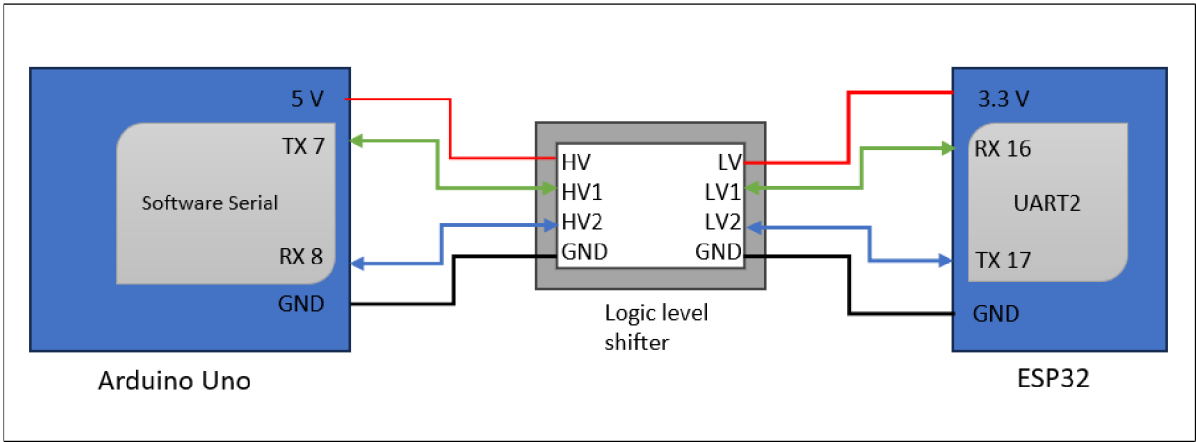 5 V
TX 7
Software Serial
RX 8
GND
Arduino Uno
HV
HV1
HV2
GND
LV
LV1
LV2
GND
Logic level
shifter
3.3 V
RX 16
UART2
TX 17
GND
ESP32